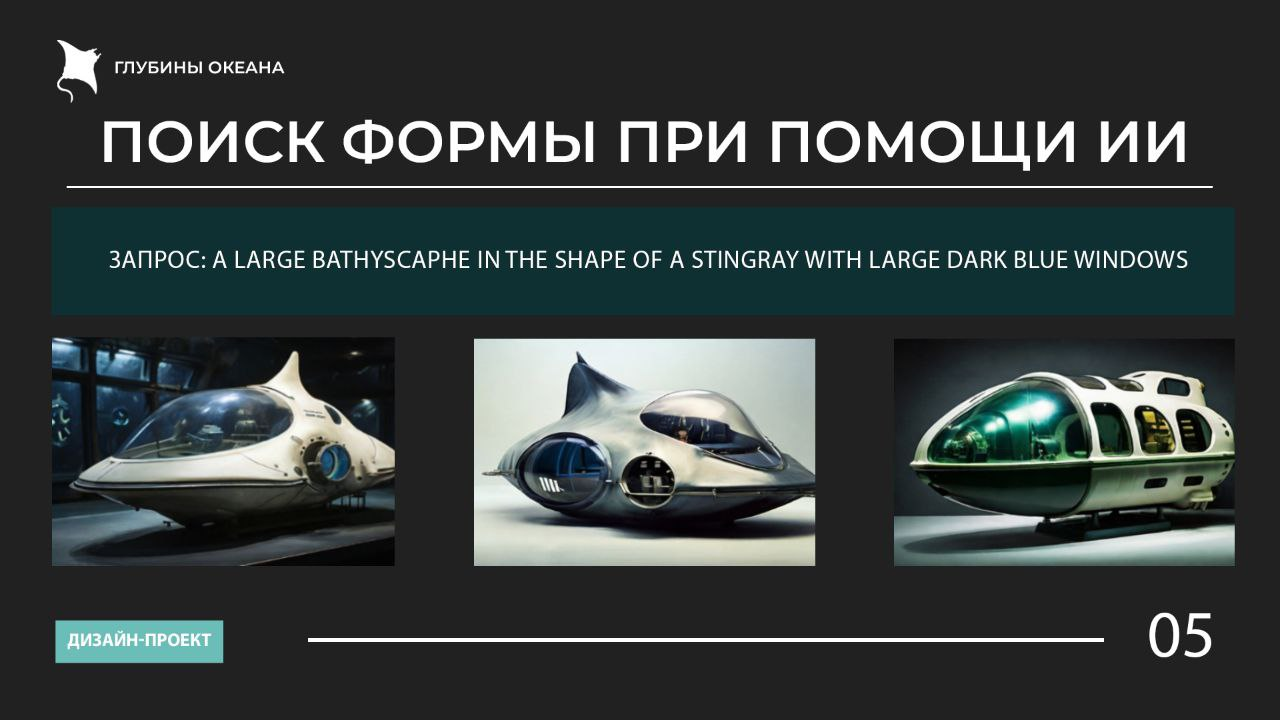 ГЛУБИНЫ ОКЕАНА
ПОИСК ФОРМЫ ПРИ ПОМОЩИ ИИ
ЗАПРОС: A LARGE BATHYSCAPHE IN THE SHAPE OF A STINGRAY WITH LARGE DARK BLUE WINDOWS
ДИЗАЙН-ПРОЕКТ
05